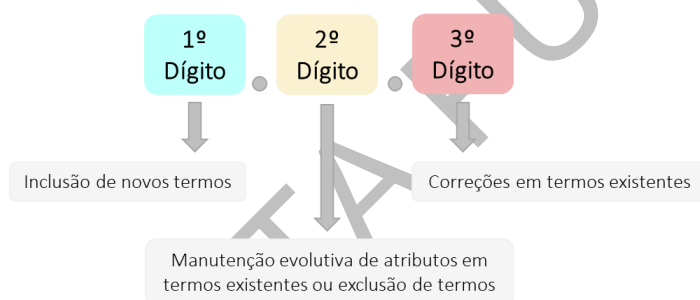 1º
Dígito
2º
Dígito
3º
Dígito
Inclusão de novos termos
Correções em termos existentes
Manutenção evolutiva de atributos em
termos existentes ou exclusão de termos